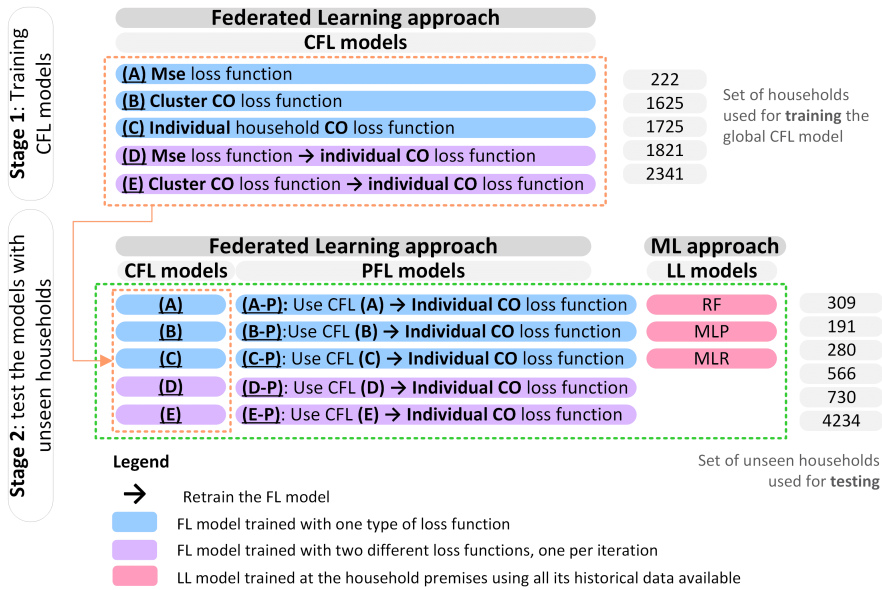 Stage 1: Training
CFL models
Federated Learning approach
CFL models
(A) Mse loss function
(B) Cluster CO loss function
(C) Individual household CO loss function
(D) Mse loss function → individual CO loss function
(E) Cluster CO loss function → individual CO loss function
222
1625
1725
1821
2341
Set of households
used for training the
global CFL model
Stage 2: test the models with
unseen households
Federated Learning approach
ML approach
CFL models
PFL models
LL models
(A)
(A-P): Use CFL (A) → Individual CO loss function
RF
(B)
(B-P):Use CFL (B) → Individual CO loss function
MLP
(C)
(C-P): Use CFL (C) → Individual CO loss function
MLR
(D)
(D-P): Use CFL (D) → Individual CO loss function
(E)
(E-P): Use CFL (E) → Individual CO loss function
309
191
280
566
730
4234
Set of unseen households
used for testing
Legend
→ Retrain the FL model
FL model trained with one type of loss function
FL model trained with two different loss functions, one per iteration
LL model trained at the household premises using all its historical data available